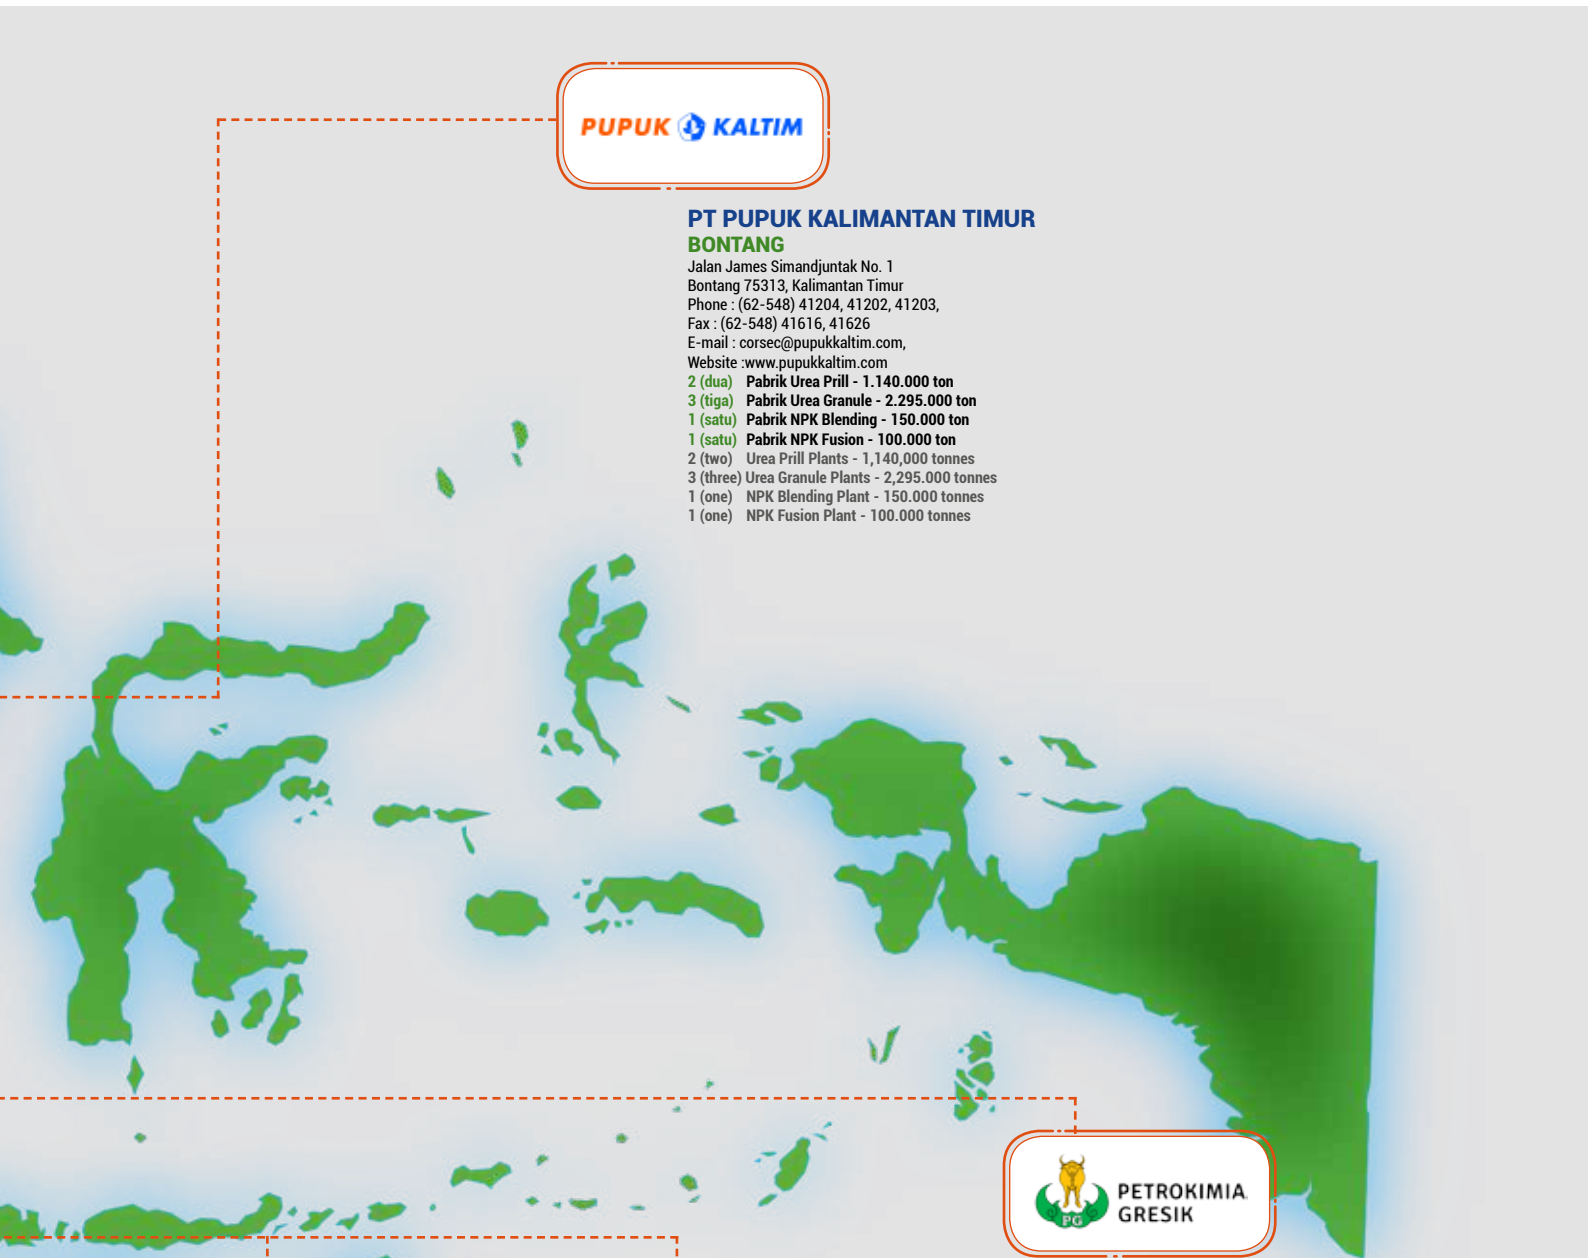 PUPUK KALTIM
PT PUPUK KALIMANTAN TIMUR
BONTANG
Jalan James Simandjuntak No. 1
Bontang 75313, Kalimantan Timur
Phone : (62-548) 41204, 41202, 41203,
Fax : (62-548) 41616, 41626
E-mail : corsec@pupukkaltim.com,
Website :www.pupukkaltim.com
2 (dua) Pabrik Urea Prill - 1.140.000 ton
3 (tiga) Pabrik Urea Granule - 2.295.000 ton
1 (satu) Pabrik NPK Blending - 150.000 ton
1 (satu) Pabrik NPK Fusion - 100.000 ton
2 (two) Urea Prill Plants - 1,140,000 tonnes
3 (three) Urea Granule Plants - 2,295.000 tonnes
1 (one) NPK Blending Plant - 150.000 tonnes
1 (one) NPK Fusion Plant - 100.000 tonnes
PG
PETROKIMIA
GRESIK